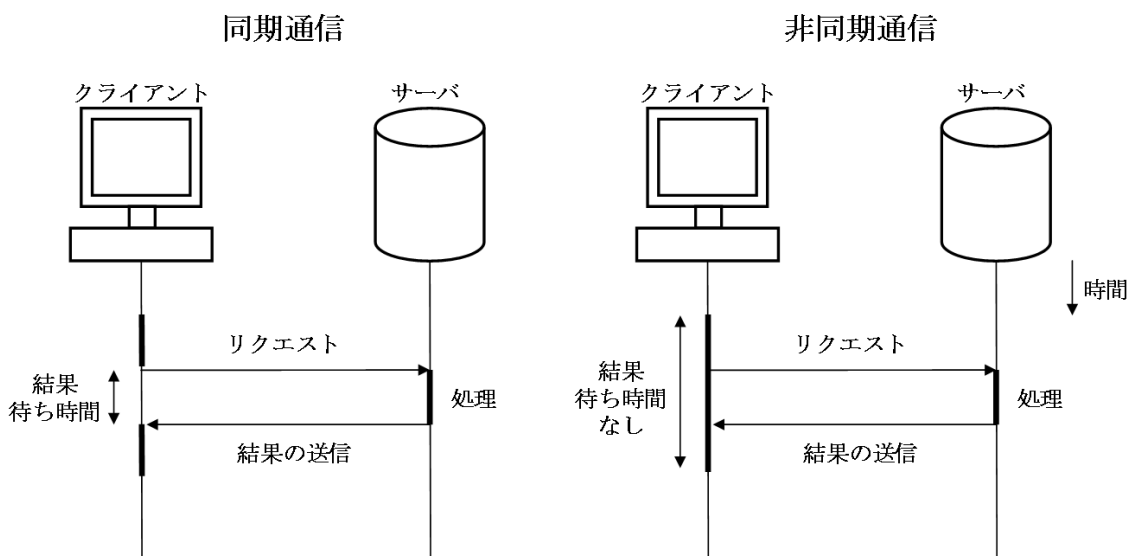 同期通信
クライアント
サーバ
リクエスト
結果
待ち時間
処理
結果の送信
非同期通信
クライアント
サーバ
時間
リクエスト
結果
待ち時間
なし
処理
結果の送信